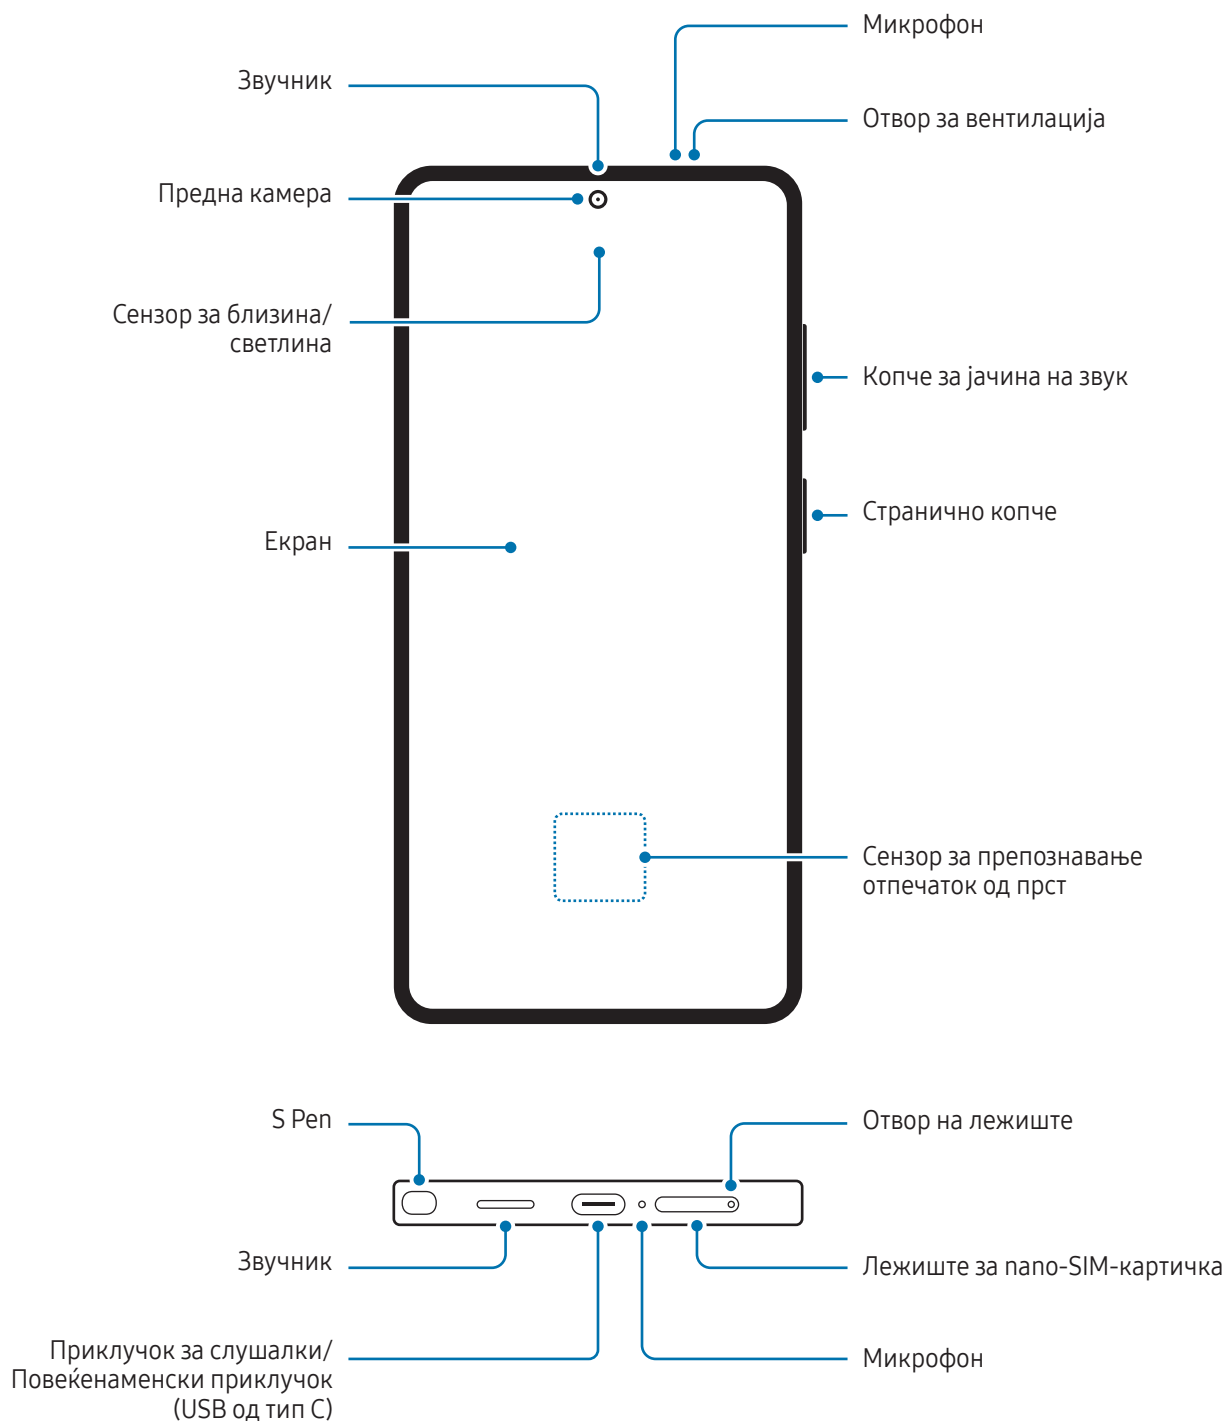 Микрофон
Звучник
Отвор за вентилација
Предна камера
Сензор за близина/
светлина
Копче за јачина на звук
Странично копче
Екран
Сензор за препознавање
отпечаток од прст
S Pen
Отвор на лежиште
Звучник
Лежиште за nano-SIM-картичка
Приклучок за слушалки/
Повеќенаменски приклучок
(USB од тип C)
Микрофон